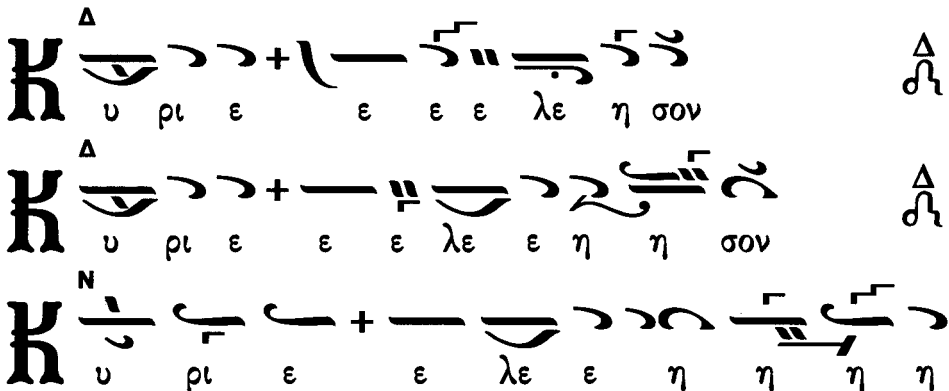 Δ
Κ υ ρι ε + ε ε ε λε η σον Δ
Δ
Κ υ ρι ε + ε ε λε ε η η σον Δ
Ν
Κ υ ρι ε + ε λε ε η η η η